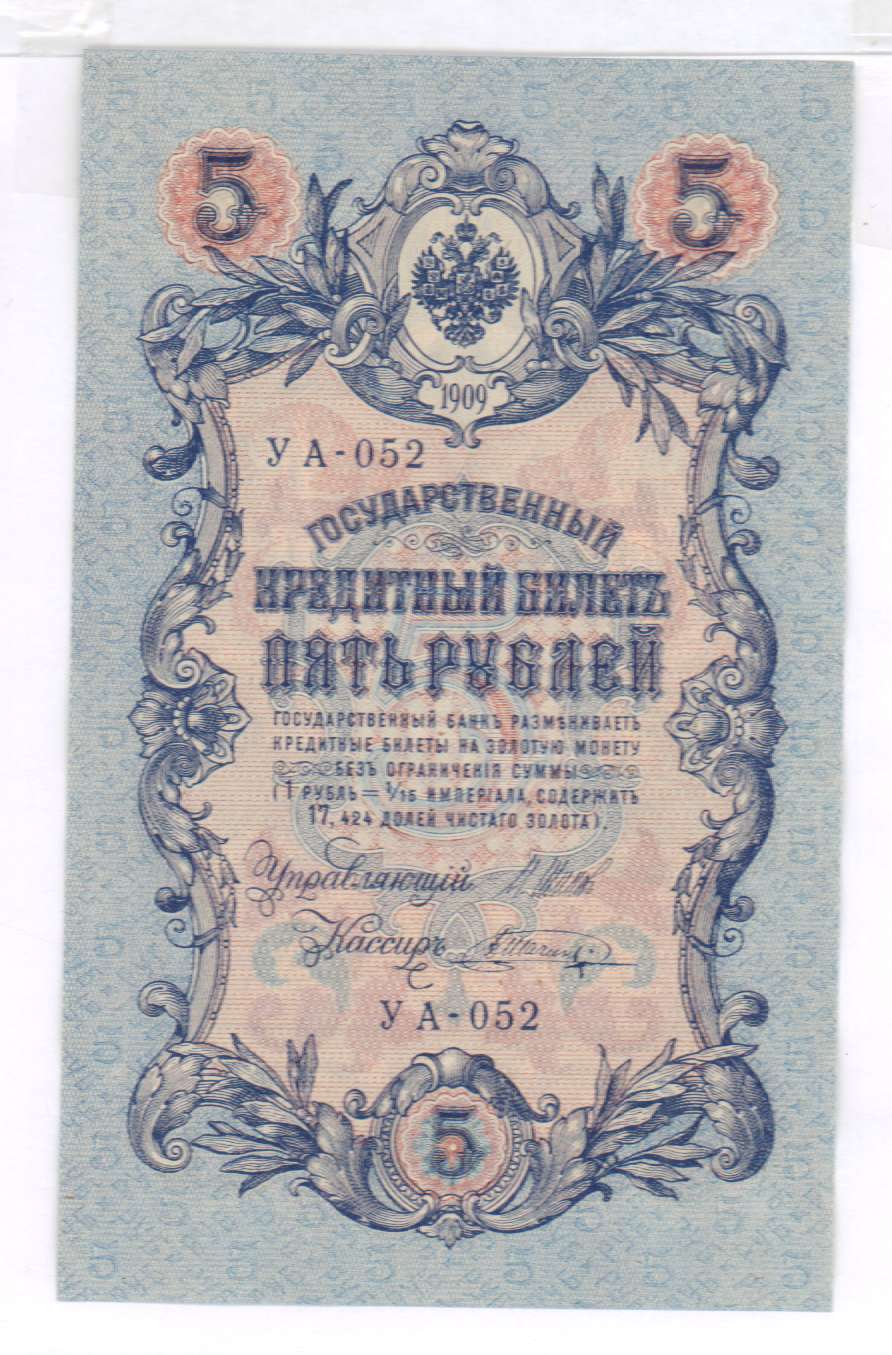 5 5
1909
УА-052
ГОСУДАРСТВЕННЫЙ
КРЕДИТНЫЙ БИЛЕТЪ
ПЯТЬ РУБЛЕЙ
ГОСУДАРСТВЕННЫЙ БАНКЪ РАЗМѢНИВАЕТЪ
КРЕДИТНЫЕ БИЛЕТЫ НА ЗОЛОТУЮ МОНЕТУ
БЕЗЪ ОГРАНИЧЕНІЯ СУММЫ
(1 РУБЛЬ = 1/15 ИМПЕРІАЛА, СОДЕРЖИТЪ
17,424 ДОЛЕЙ ЧИСТАГО ЗОЛОТА).
Управляющій
Кассиръ
УА-052
5